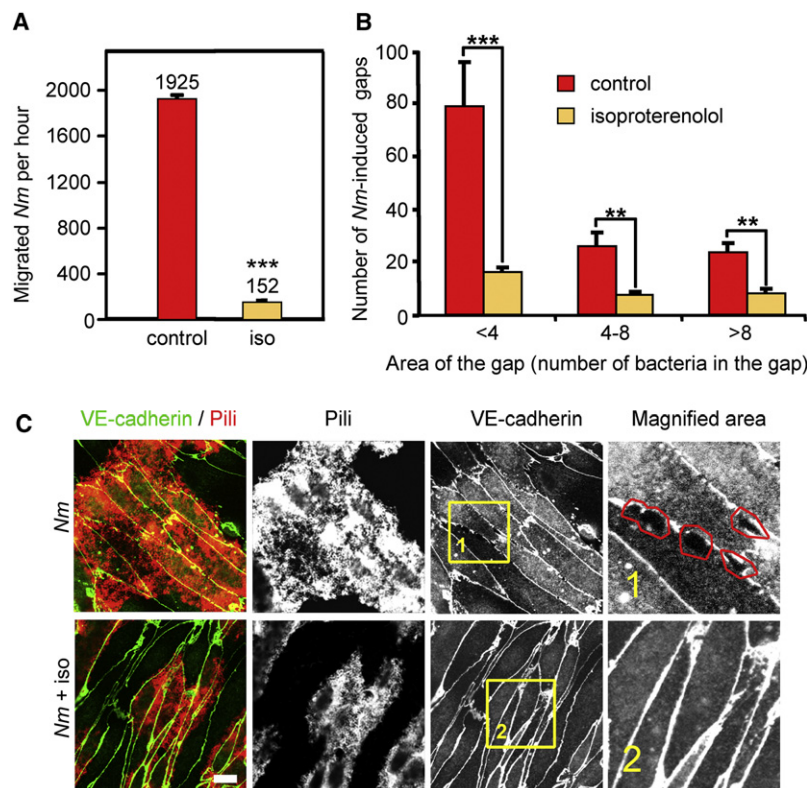 A
Migrated Nm per hour
2000
1600
1200
800
400
0
1925
***
152
control
iso
B
Number of Nm-induced gaps
100
80
60
40
20
0
***
**
**
control
isoproterenolol
<4
4-8
>8
Area of the gap (number of bacteria in the gap)
C
VE-cadherin / Pili
Pili
VE-cadherin
Magnified area
Nm
1
1
Nm + iso
2
2